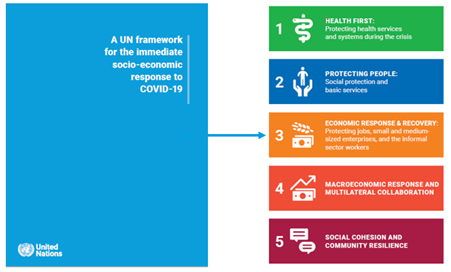 A UN framework
for the immediate
socio-economic
response to
COVID-19
United
Nations
1
HEALTH FIRST:
Protecting health services
and systems during the crisis
2
PROTECTING PEOPLE:
Social protection and
basic services
3
ECONOMIC RESPONSE & RECOVERY:
Protecting jobs, small and medium-
sized enterprises, and the informal
sector workers
4
MACROECONOMIC RESPONSE AND
MULTILATERAL COLLABORATION
5
SOCIAL COHESION AND
COMMUNITY RESILIENCE